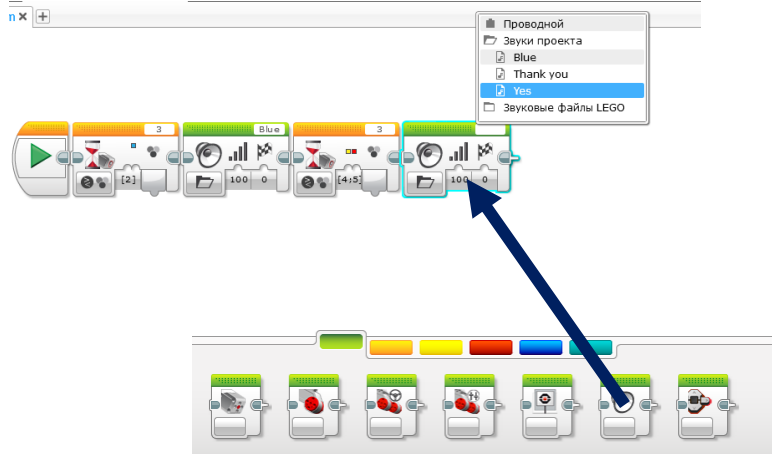 n
Проводной
Звуки проекта
Blue
Thank you
Yes
Звуковые файлы LEGO
3 Blue 3
[2] 100 0 [4;5] 100 0